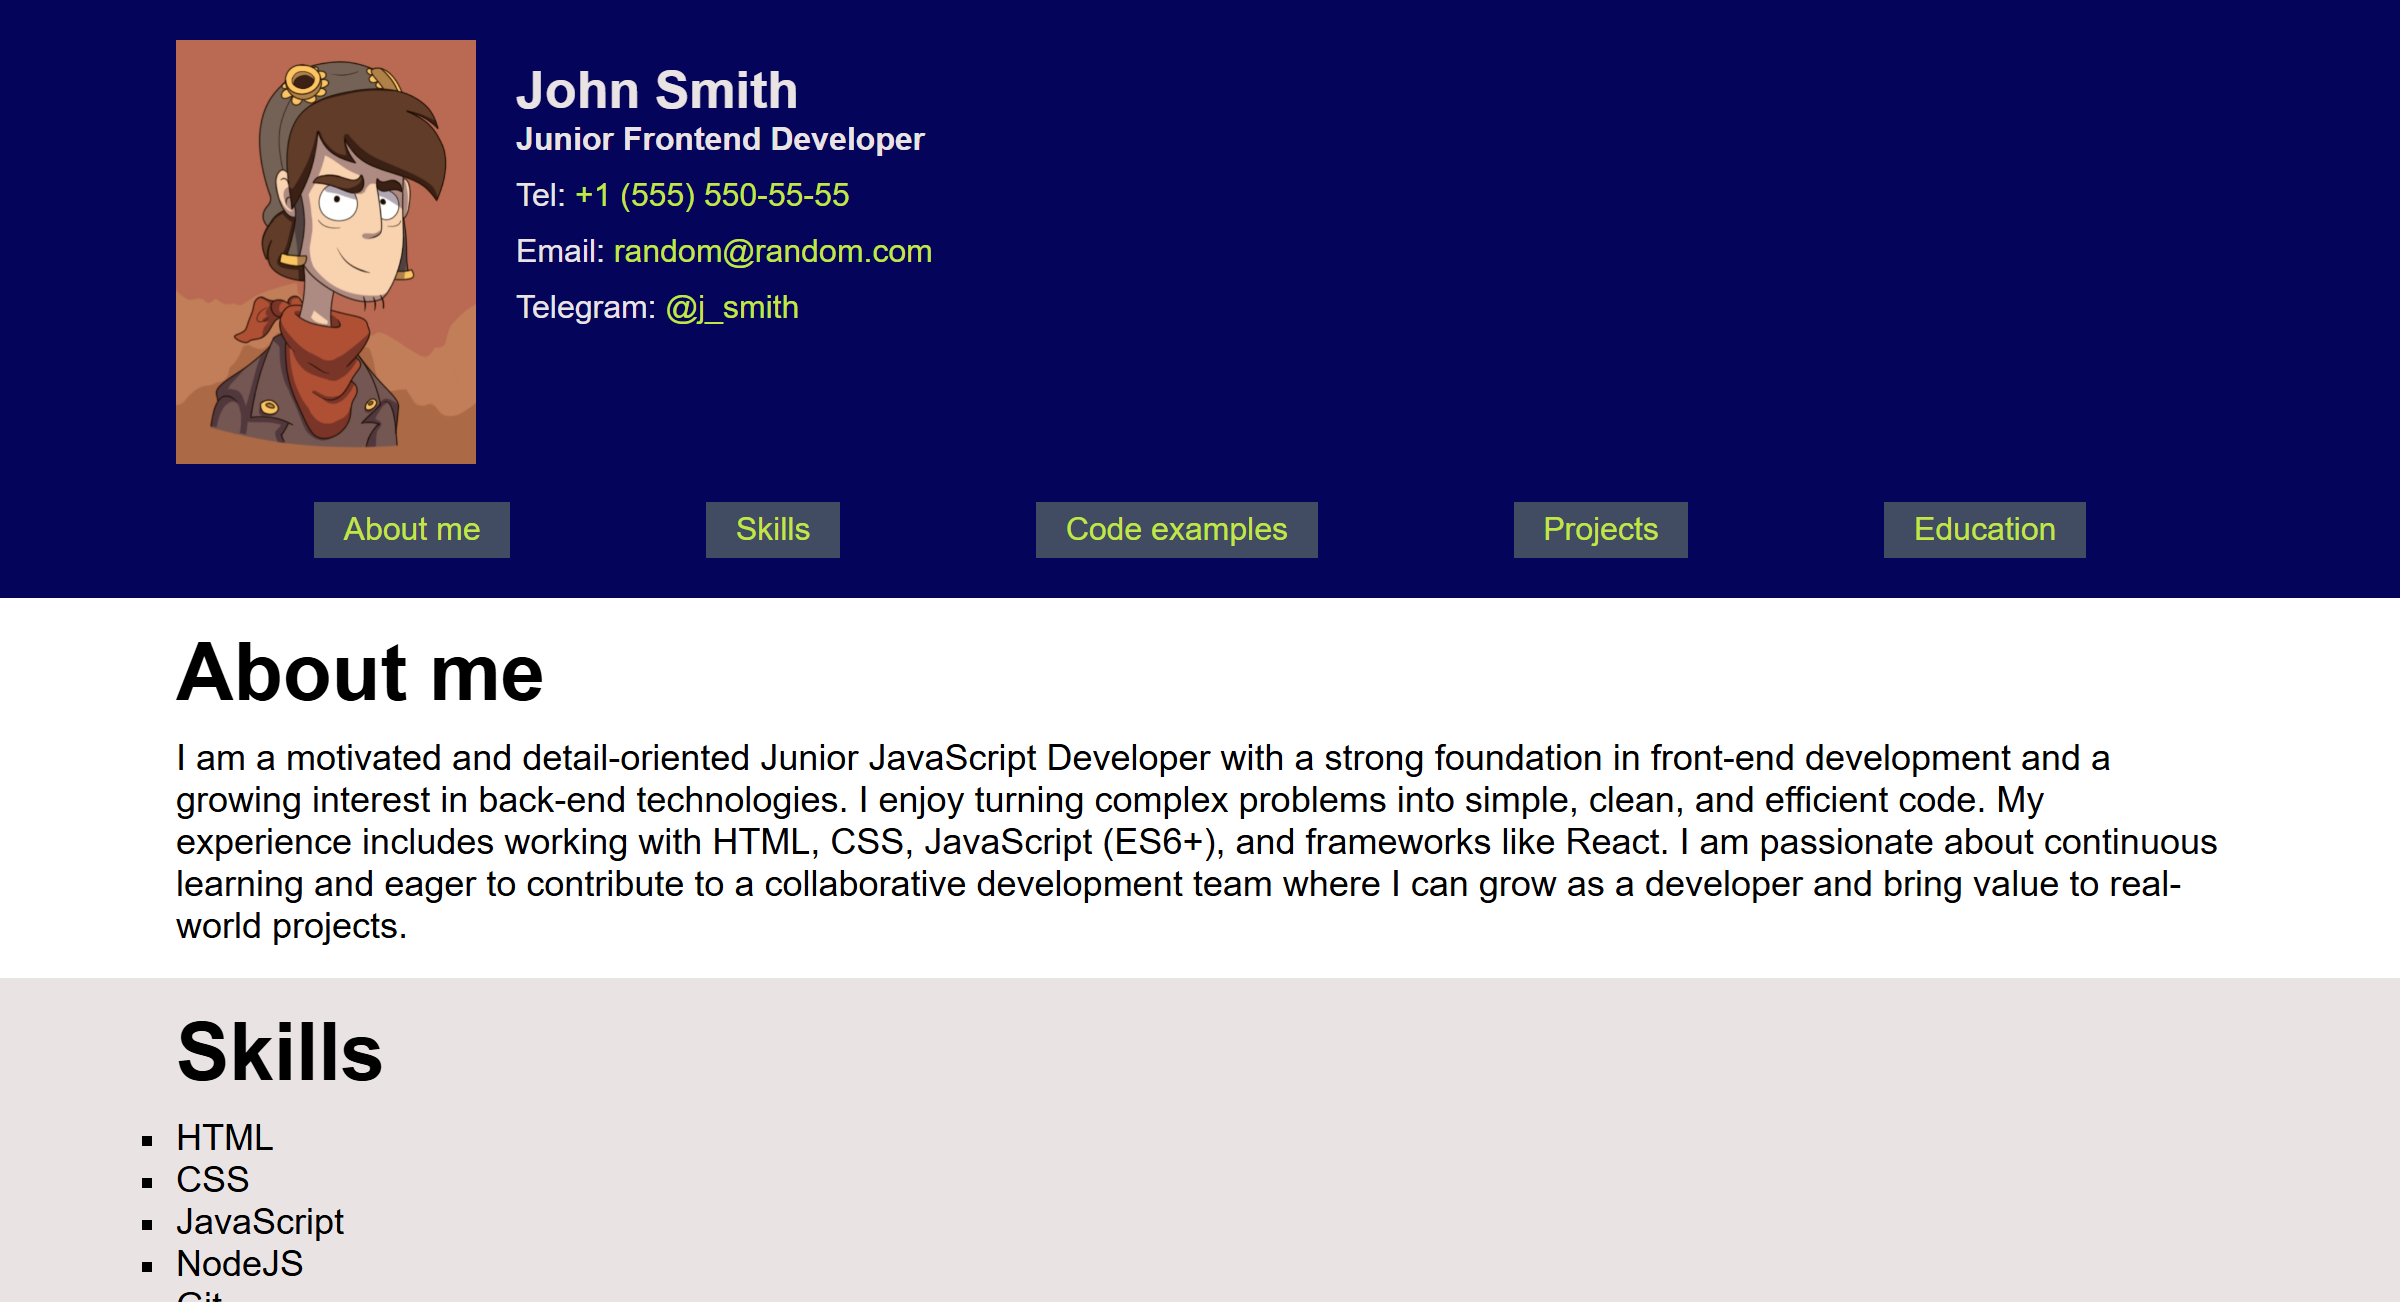 John Smith
Junior Frontend Developer
Tel: +1 (555) 550-55-55
Email: random@random.com
Telegram: @j_smith
About me
Skills
Code examples
Projects
Education
About me
I am a motivated and detail-oriented Junior JavaScript Developer with a strong foundation in front-end development and a
growing interest in back-end technologies. I enjoy turning complex problems into simple, clean, and efficient code. My
experience includes working with HTML, CSS, JavaScript (ES6+), and frameworks like React. I am passionate about continuous
learning and eager to contribute to a collaborative development team where I can grow as a developer and bring value to real-
world projects.
Skills
HTML
CSS
JavaScript
NodeJS
Git